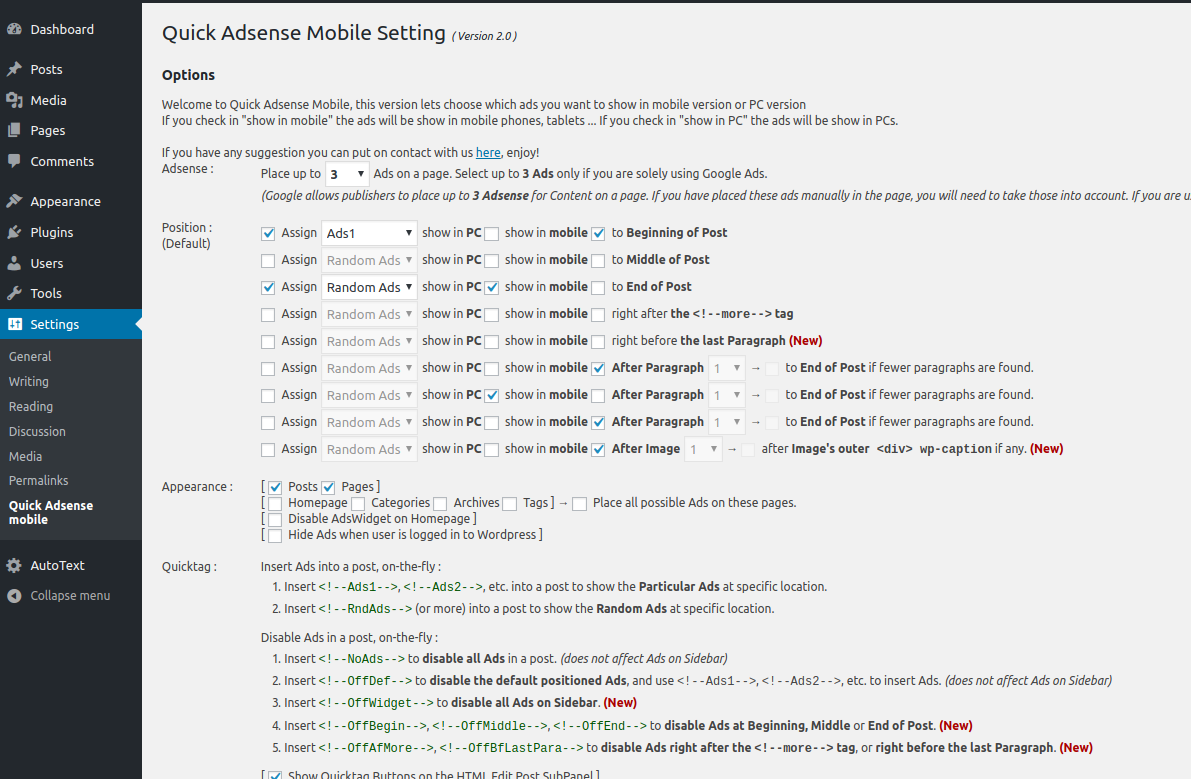 Dashboard
Posts
Media
Pages
Comments
Appearance
Plugins
Users
Tools
Settings
General
Writing
Reading
Discussion
Media
Permalinks
Quick Adsense
mobile
AutoText
Collapse menu
Quick Adsense Mobile Setting ( Version 2.0 )
Options
Welcome to Quick Adsense Mobile, this version lets choose which ads you want to show in mobile version or PC version
If you check in "show in mobile" the ads will be show in mobile phones, tablets ... If you check in "show in PC" the ads will be show in PCs.
If you have any suggestion you can put on contact with us here, enjoy!
Adsense : Place up to 3 Ads on a page. Select up to 3 Ads only if you are solely using Google Ads.
(Google allows publishers to place up to 3 Adsense for Content on a page. If you have placed these ads manually in the page, you will need to take those into account. If you are u
Position : Assign Ads1 show in PC show in mobile to Beginning of Post
(Default)
Assign Random Ads show in PC show in mobile to Middle of Post
Assign Random Ads show in PC show in mobile to End of Post
Assign Random Ads show in PC show in mobile right after the <!--more--> tag
Assign Random Ads show in PC show in mobile right before the last Paragraph (New)
Assign Random Ads show in PC show in mobile After Paragraph 1 → to End of Post if fewer paragraphs are found.
Assign Random Ads show in PC show in mobile After Paragraph 1 → to End of Post if fewer paragraphs are found.
Assign Random Ads show in PC show in mobile After Paragraph 1 → to End of Post if fewer paragraphs are found.
Assign Random Ads show in PC show in mobile After Image 1 → after Image's outer <div> wp-caption if any. (New)
Appearance : [ Posts Pages ]
[ Homepage Categories Archives Tags ] → Place all possible Ads on these pages.
[ Disable AdsWidget on Homepage ]
[ Hide Ads when user is logged in to Wordpress ]
Quicktag : Insert Ads into a post, on-the-fly :
1. Insert <!--Ads1-->, <!--Ads2-->, etc. into a post to show the Particular Ads at specific location.
2. Insert <!--RndAds--> (or more) into a post to show the Random Ads at specific location.
Disable Ads in a post, on-the-fly :
1. Insert <!--NoAds--> to disable all Ads in a post. (does not affect Ads on Sidebar)
2. Insert <!--OffDef--> to disable the default positioned Ads, and use <!--Ads1-->, <!--Ads2-->, etc. to insert Ads. (does not affect Ads on Sidebar)
3. Insert <!--OffWidget--> to disable all Ads on Sidebar. (New)
4. Insert <!--OffBegin-->, <!--OffMiddle-->, <!--OffEnd--> to disable Ads at Beginning, Middle or End of Post. (New)
5. Insert <!--OffAfMore-->, <!--OffBfLastPara--> to disable Ads right after the <!--more--> tag, or right before the last Paragraph. (New)
[ Show Quicktag Buttons on the HTML Edit Post SubPanel ]